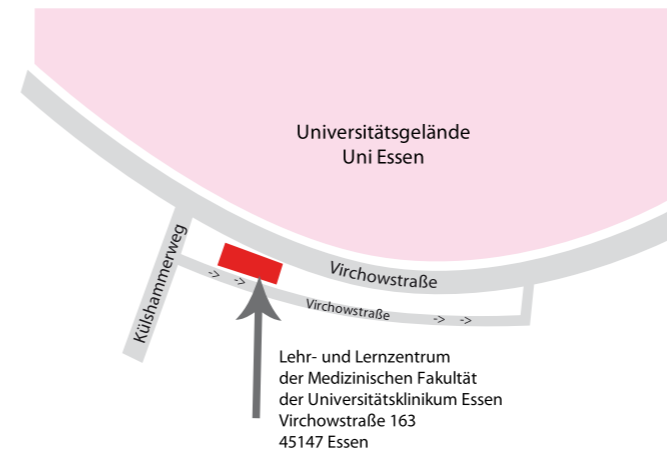 Universitätsgelände
Uni Essen
Virchowstraße
Külshammerweg
-> ->
Virchowstraße
-> ->
Lehr- und Lernzentrum
der Medizinischen Fakultät
der Universitätsklinikum Essen
Virchowstraße 163
45147 Essen